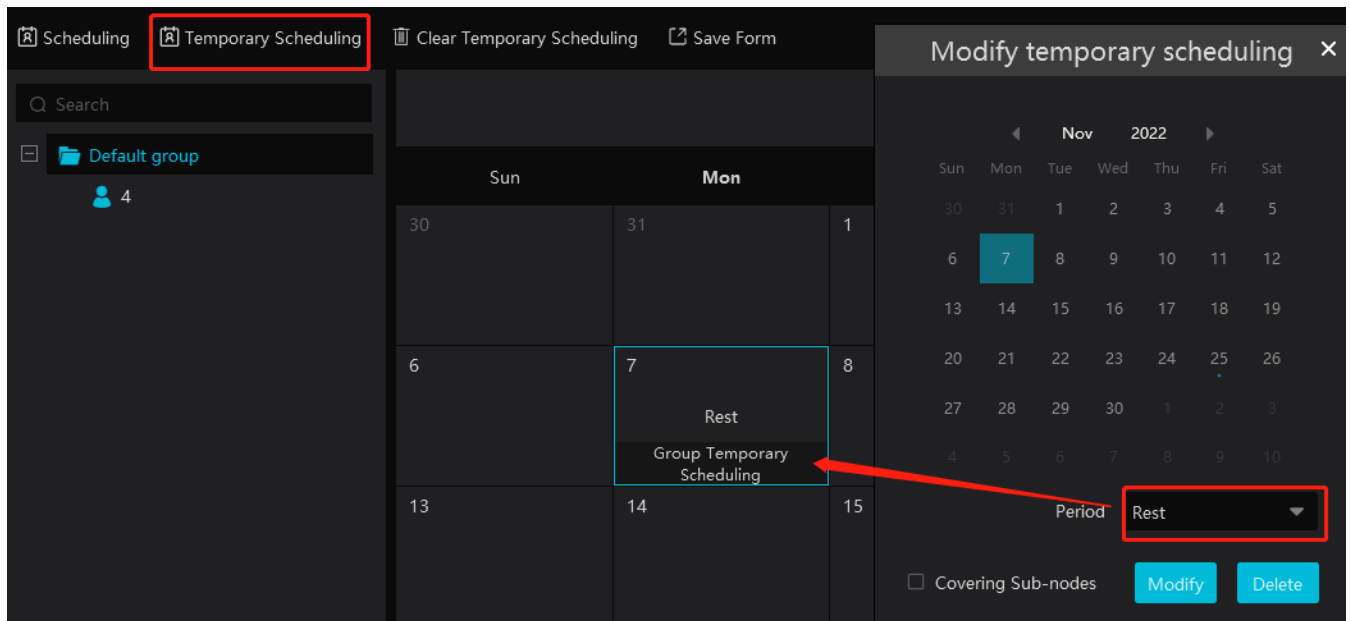 Scheduling Temporary Scheduling Clear Temporary Scheduling Save Form
Search
Default group
4
Sun Mon
30 31 1
6 7 8
Rest
Group Temporary
Scheduling
13 14 15
Modify temporary scheduling ×
Nov 2022
Sun Mon Tue Wed Thu Fri Sat
30 31 1 2 3 4 5
6 7 8 9 10 11 12
13 14 15 16 17 18 19
20 21 22 23 24 25 26
27 28 29 30 1 2 3
4 5 6 7 8 9 10
Period Rest
Covering Sub-nodes Modify Delete